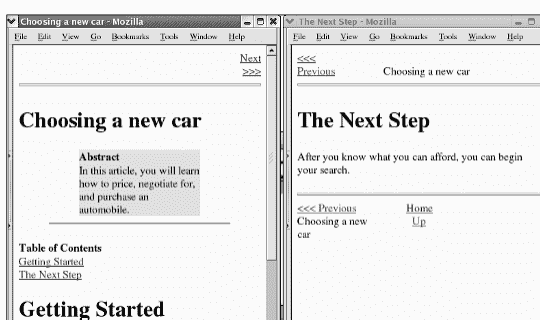 Choosing a new car - Mozilla
File Edit View Go Bookmarks Tools Window Help
Next
>>>
Choosing a new car
Abstract
In this article, you will learn
how to price, negotiate for,
and purchase an
automobile.
Table of Contents
Getting Started
The Next Step
Getting Started
The Next Step - Mozilla
File Edit View Go Bookmarks Tools Window Help
<<<
Previous Choosing a new car
The Next Step
After you know what you can afford, you can begin
your search.
<<< Previous Home
Choosing a new Up
car